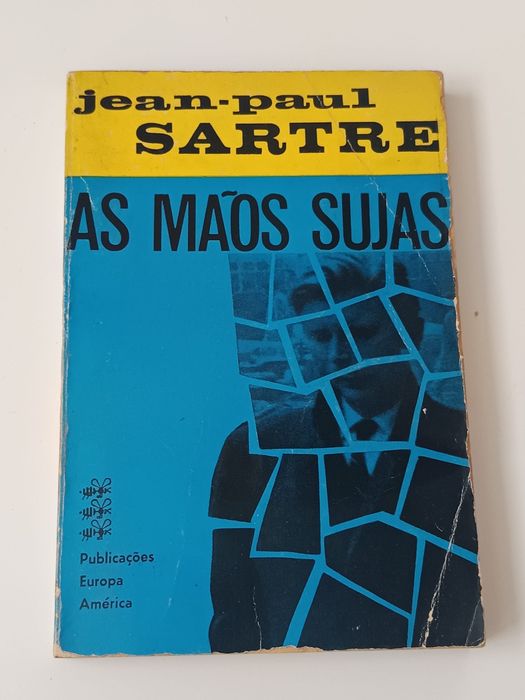 jean-paul
SARTRE
AS MÃOS SUJAS
Publicações
Europa
América